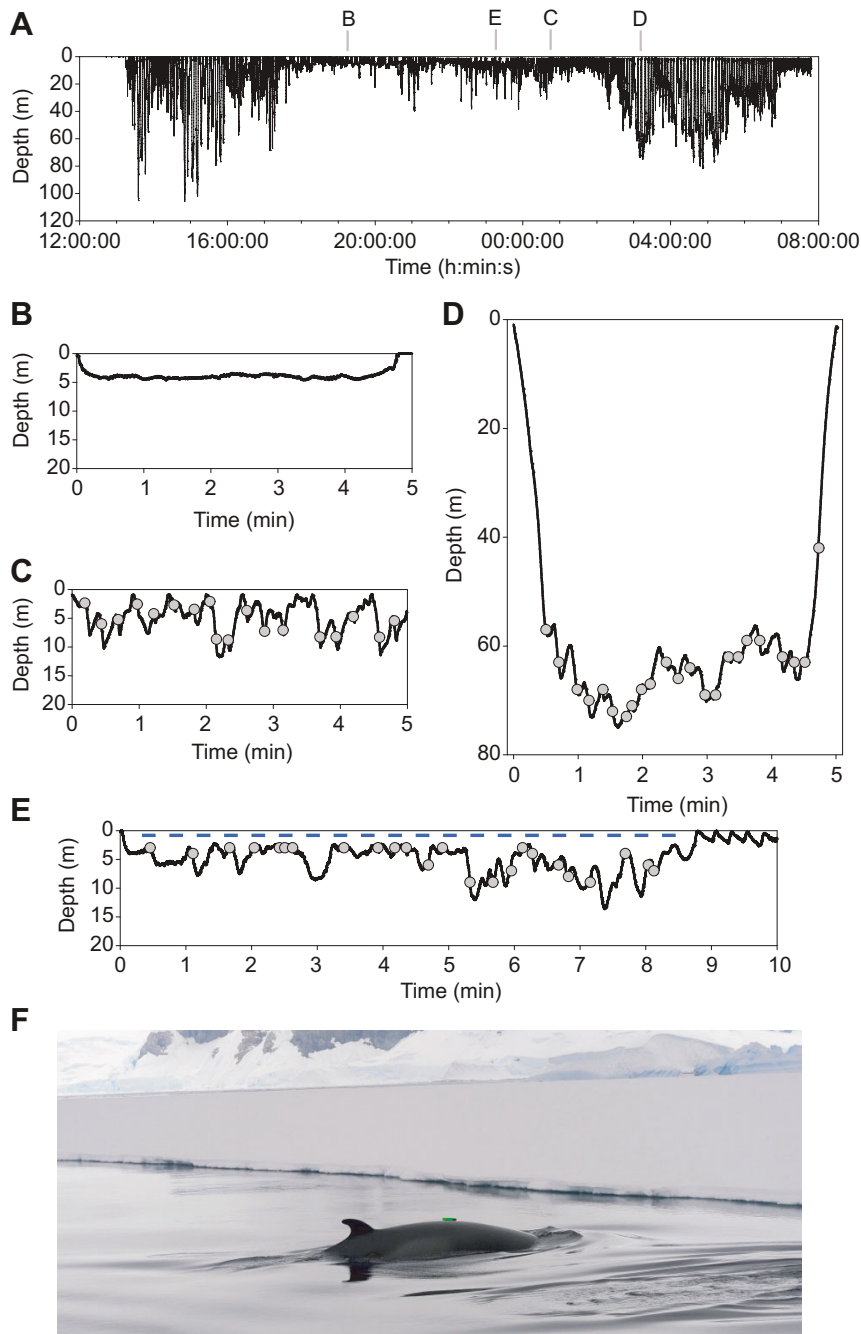 A
B E C D
0
20
40
60
80
100
120
Depth (m)
12:00:00 16:00:00 20:00:00 00:00:00 04:00:00 08:00:00
Time (h:min:s)
B
0
5
10
15
20
Depth (m)
0 1 2 3 4 5
Time (min)
C
0
5
10
15
20
Depth (m)
0 1 2 3 4 5
Time (min)
D
0
20
40
60
80
Depth (m)
0 1 2 3 4 5
Time (min)
E
0
5
10
15
20
Depth (m)
0 1 2 3 4 5 6 7 8 9 10
Time (min)
F